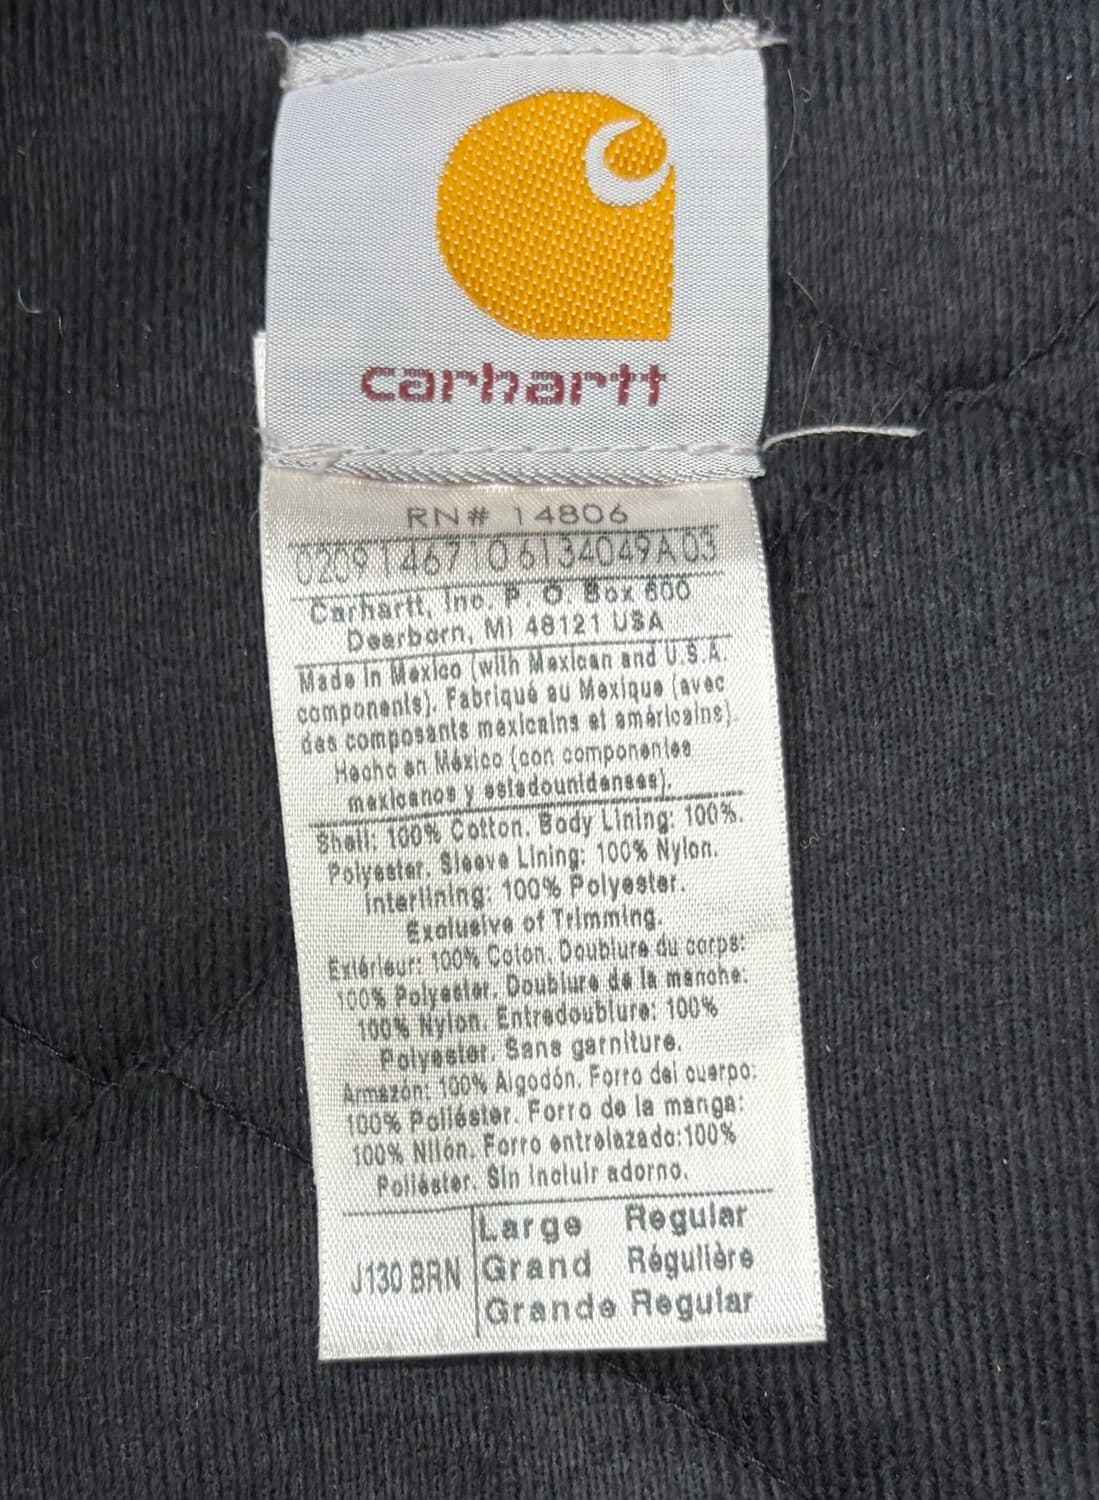 carhartt
RN# 14806
0209146710 6134049A03
Carhartt, Inc. P. O. Box 600
Dearborn, MI 48121 USA
Made in Mexico (with Mexican and U.S.A.
components). Fabriqué au Mexique (avec
des composants mexicains et américains).
Hecho en México (con componentes
mexicanos y estadounidenses).
Shell: 100% Cotton. Body Lining: 100%.
Polyester. Sleeve Lining: 100% Nylon.
Interlining: 100% Polyester.
Exclusive of Trimming.
Extérieur: 100% Coton. Doublure du corps:
100% Polyester. Doublure de la manche:
100% Nylon. Entredoublure: 100%
Polyester. Sans garniture.
Armazón: 100% Algodón. Forro del cuerpo:
100% Poliéster. Forro de la manga:
100% Nilón. Forro entrelazado:100%
Poliéster. Sin incluir adorno.
J130 BRN
Large Regular
Grand Régulière
Grande Regular